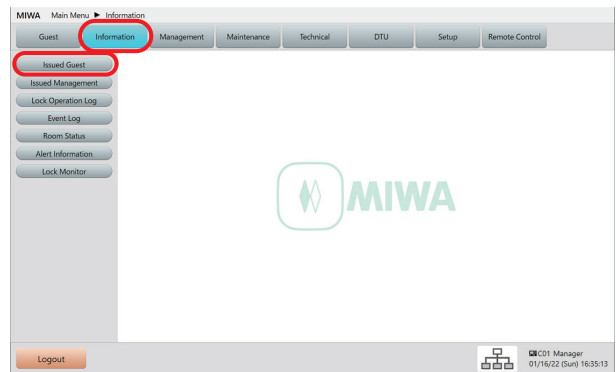 MIWA Main Menu ▶ Information
Guest Information Management Maintenance Technical DTU Setup Remote Control
Issued Guest
Issued Management
Lock Operation Log
Event Log
Room Status
Alert Information
Lock Monitor
MIWA
Logout
C01 Manager
01/16/22 (Sun) 16:35:13